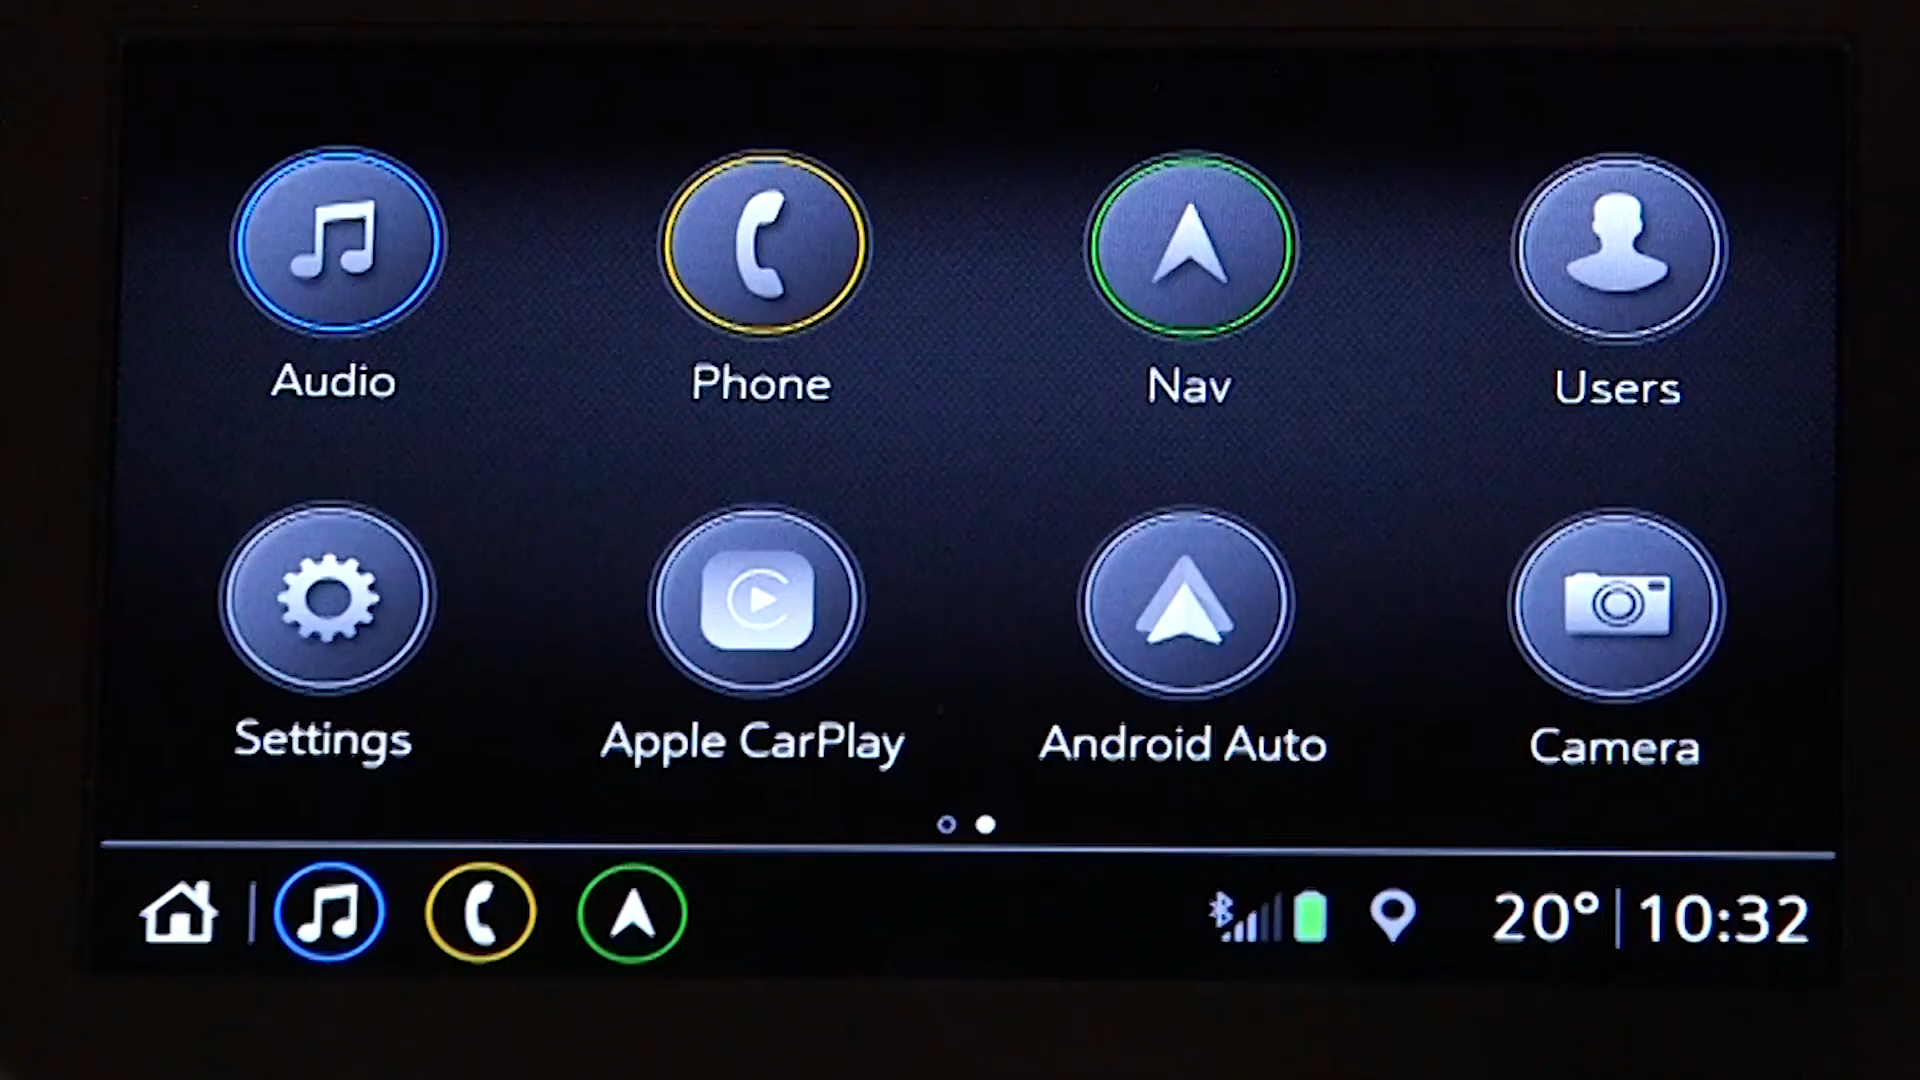 Audio
Phone
Nav
Users
Settings
Apple CarPlay
Android Auto
Camera
20° 10:32